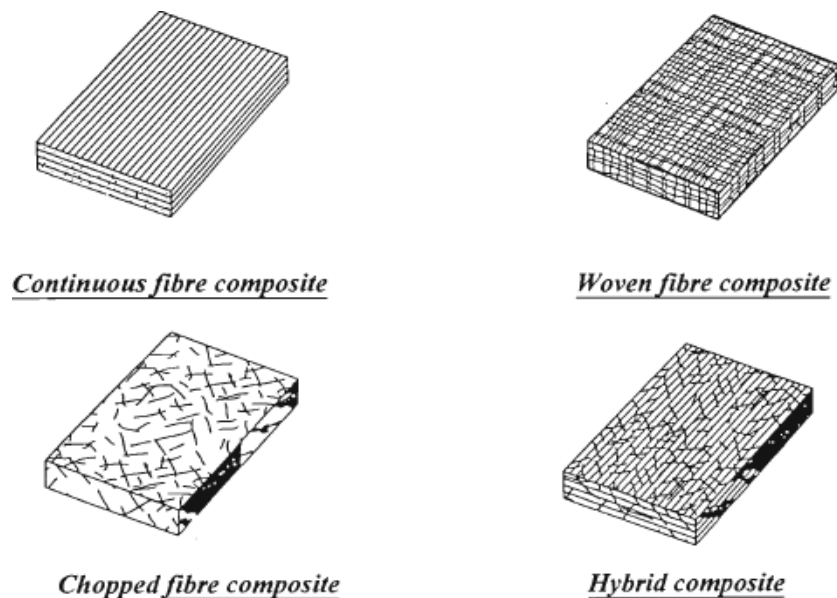 Continuous fibre composite
Woven fibre composite
Chopped fibre composite
Hybrid composite